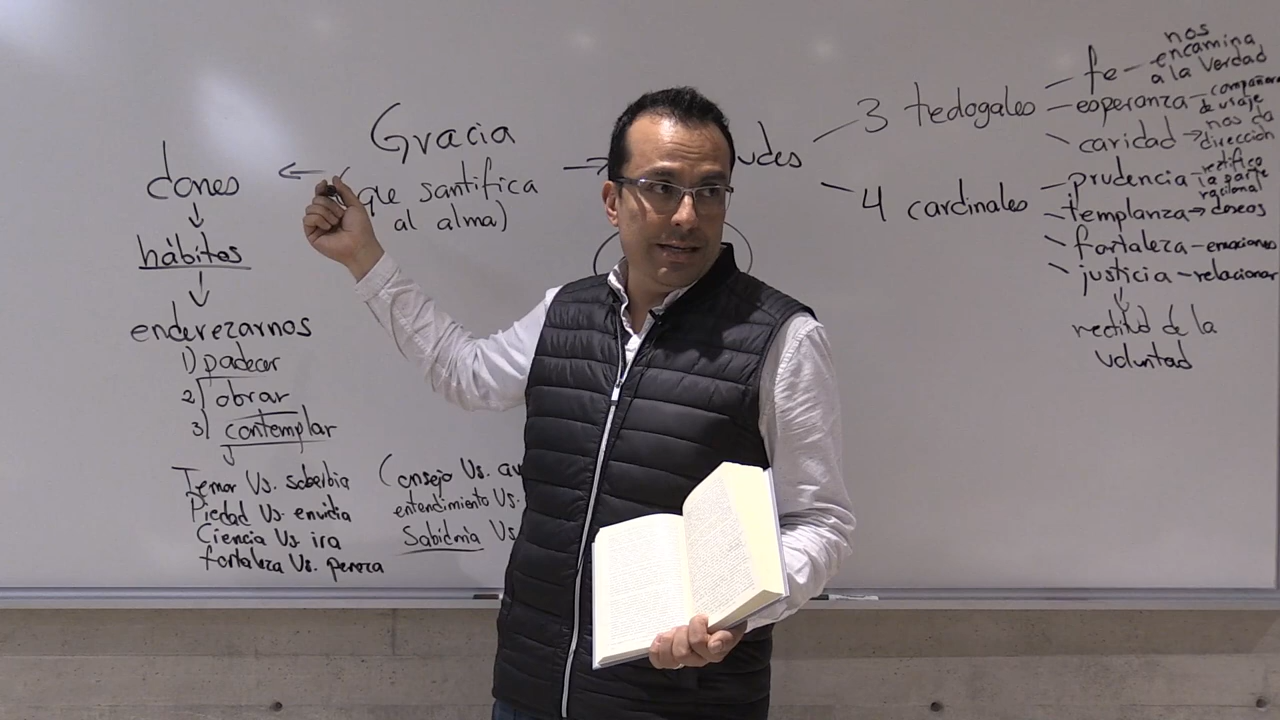 dones
hábitos
enderezarnos
1) padecer
2) obrar
3) contemplar
Temor Vs. soberbia
Piedad Vs. envidia
Ciencia Vs ira
fortaleza Vs. pereza
Consejo Vs. av
entendimiento Vs.
Sabiduría Vs
Gracia
que santifica
al alma)
udes
3 teologales
fe – nos
encamina
a la Verdad
esperanza – compañera
de viaje
caridad → nos da
dirección
4 cardinales
prudencia – rectifica
la parte
racional
templanza → deseos
fortaleza – emociones
justicia – relacionar
rectitud de la
voluntad